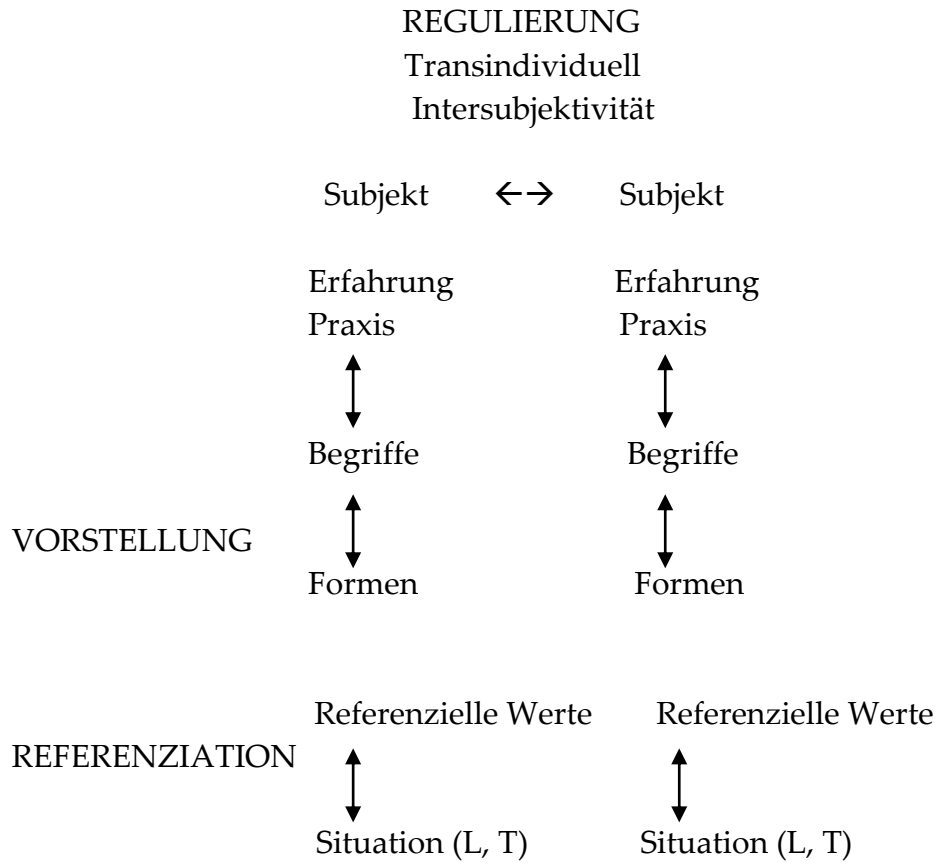 REGULIERUNG
Transindividuell
Intersubjektivität
Subjekt ←→ Subjekt
Erfahrung Erfahrung
Praxis Praxis
Begriffe Begriffe
VORSTELLUNG
Formen Formen
Referenzielle Werte Referenzielle Werte
REFERENZIATION
Situation (L, T) Situation (L, T)